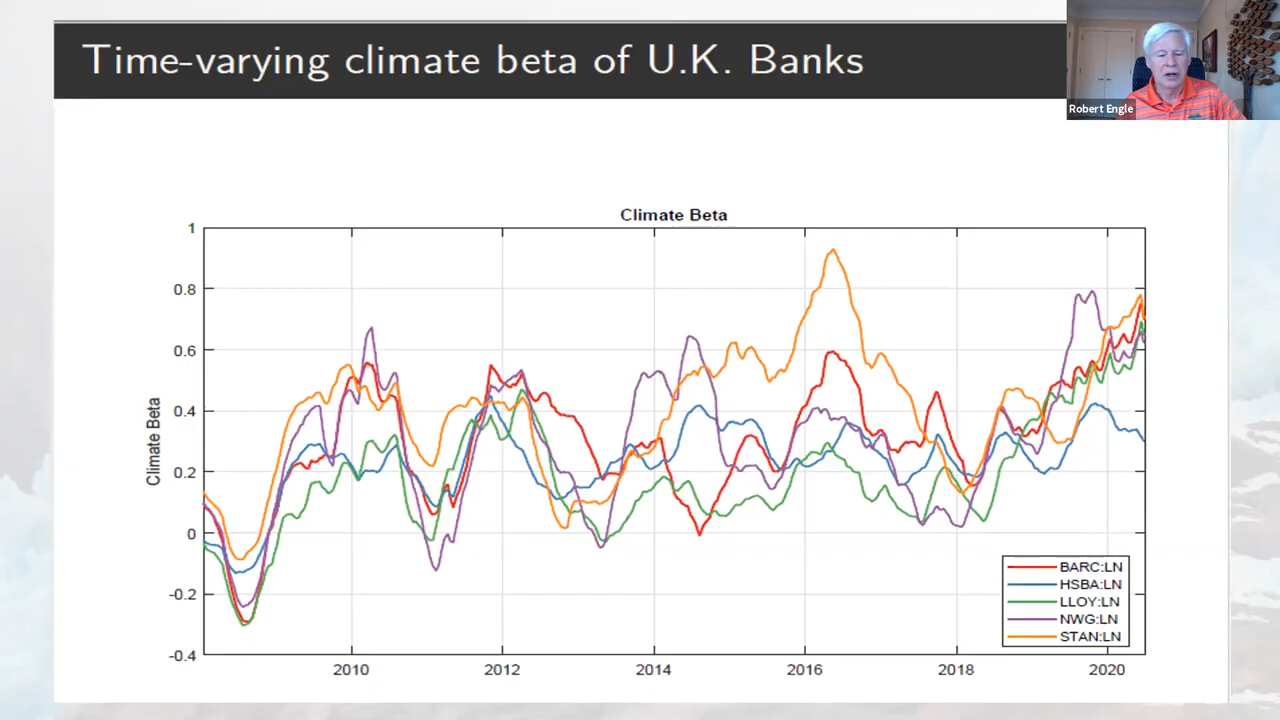 Time-varying climate beta of U.K. Banks
Robert Engle
Climate Beta
Climate Beta
1
0.8
0.6
0.4
0.2
0
-0.2
-0.4
2010 2012 2014 2016 2018 2020
BARC:LN
HSBA:LN
LLOY:LN
NWG:LN
STAN:LN